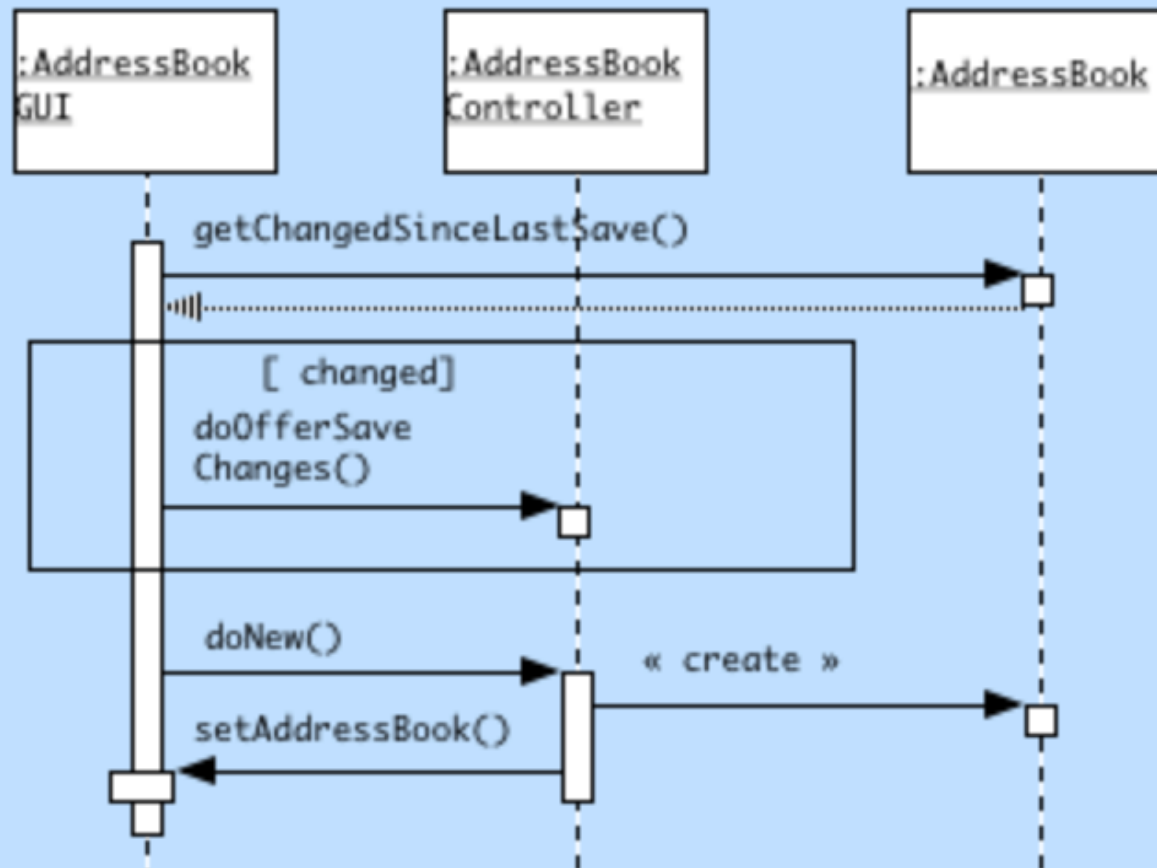 :AddressBook
GUI
:AddressBook
Controller
:AddressBook
getChangedSinceLastSave()
[ changed]
doOfferSave
Changes()
doNew()
« create »
setAddressBook()